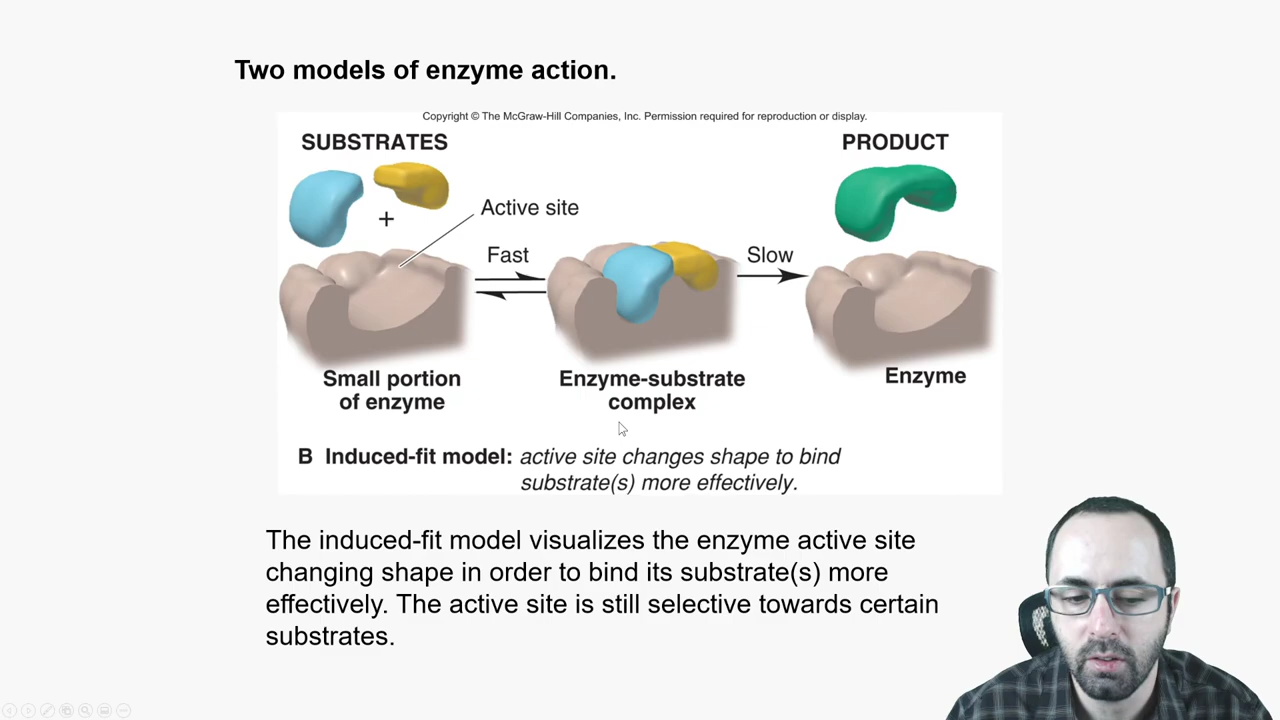 Two models of enzyme action.
Copyright © The McGraw-Hill Companies, Inc. Permission required for reproduction or display.
SUBSTRATES
PRODUCT
+
Active site
Fast
Slow
Small portion
of enzyme
Enzyme-substrate
complex
Enzyme
B Induced-fit model: active site changes shape to bind
substrate(s) more effectively.
The induced-fit model visualizes the enzyme active site
changing shape in order to bind its substrate(s) more
effectively. The active site is still selective towards certain
substrates.